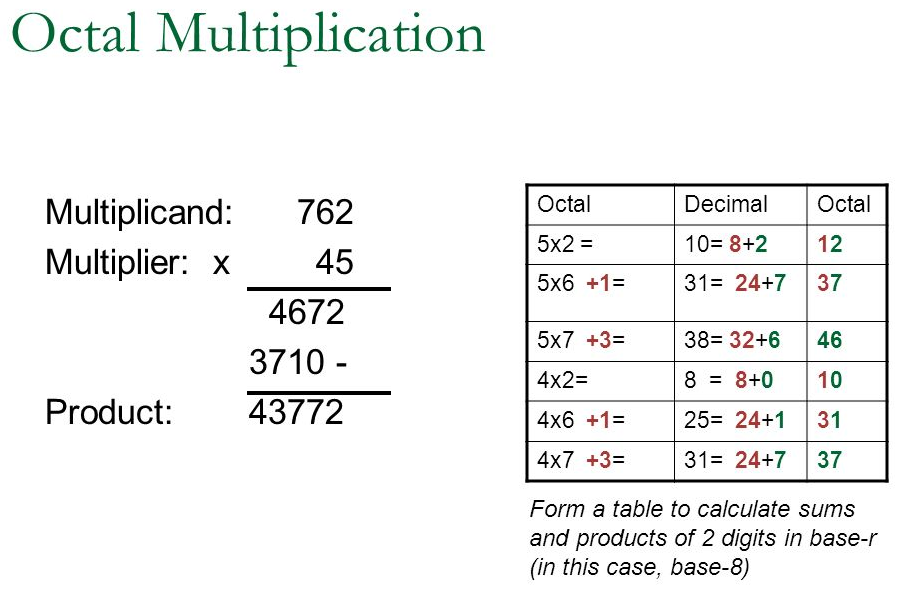 Octal Multiplication
Multiplicand: 762
Multiplier: x 45
4672
3710 -
Product: 43772
Octal Decimal Octal
5x2 = 10= 8+2 12
5x6 +1= 31= 24+7 37
5x7 +3= 38= 32+6 46
4x2= 8 = 8+0 10
4x6 +1= 25= 24+1 31
4x7 +3= 31= 24+7 37
Form a table to calculate sums
and products of 2 digits in base-r
(in this case, base-8)